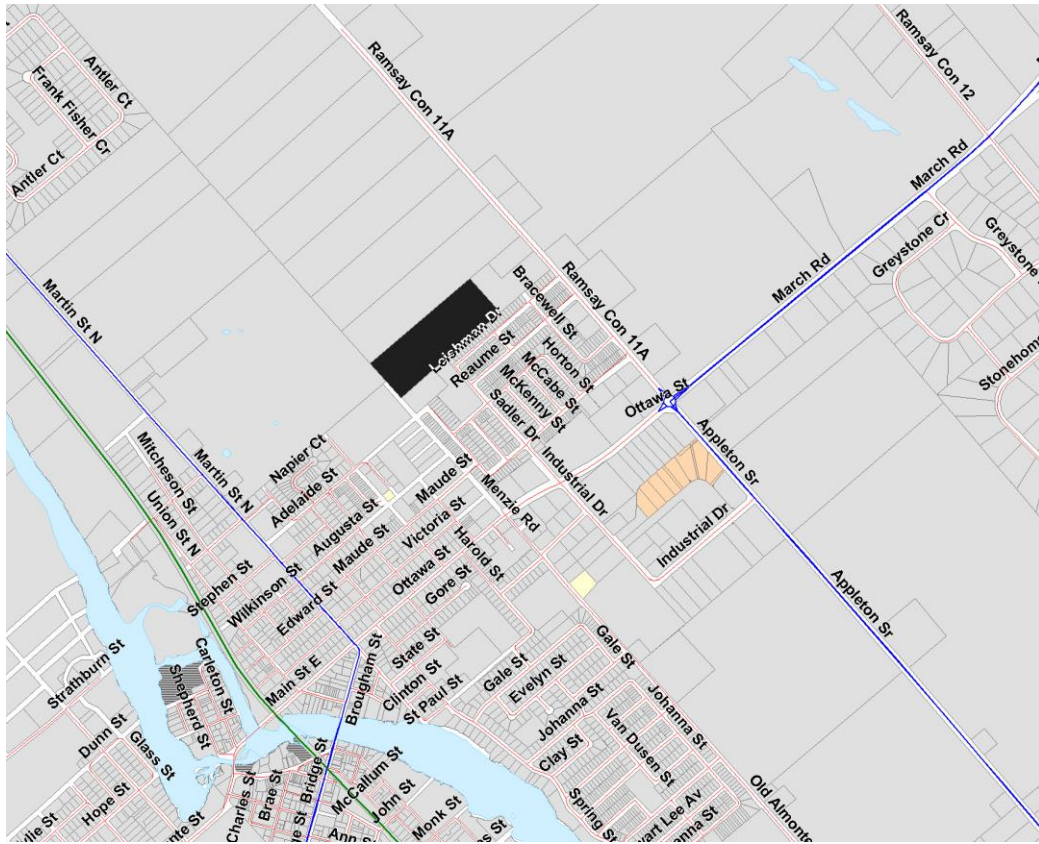 Antler Ct
Frank Fisher Cr
Antler Ct
Ramsay Con 11A
Ramsay Con 12
March Rd
March Rd
Greystone Cr
Greystone
Martin St N
Bracewell St
Ramsay Con 11A
Leishman Dr
Reaume St
Horton St
McCabe St
McKenny St
Sadler Dr
Ottawa St
Appleton Sr
Mitcheson St
Martin St N
Napier Ct
Adelaide St
Maude St
Industrial Dr
Menzie Rd
Union St N
Augusta St
Victoria St
Maude St
Harold St
Industrial Dr
Stephen St
Wilkinson St
Edward St
Ottawa St
Gore St
Appleton Sr
Strathburn St
Carleton St
Shepherd St
Main St E
Brougham St
State St
Clinton St
St Paul St
Gale St
Evelyn St
Gale St
Johanna St
Johanna St
Van Dusen St
Clay St
Dunn St
Glass St
Hope St
Charles St
Brae St
Bridge St
McCallum St
John St
Monk St
Spring St
Old Almonte